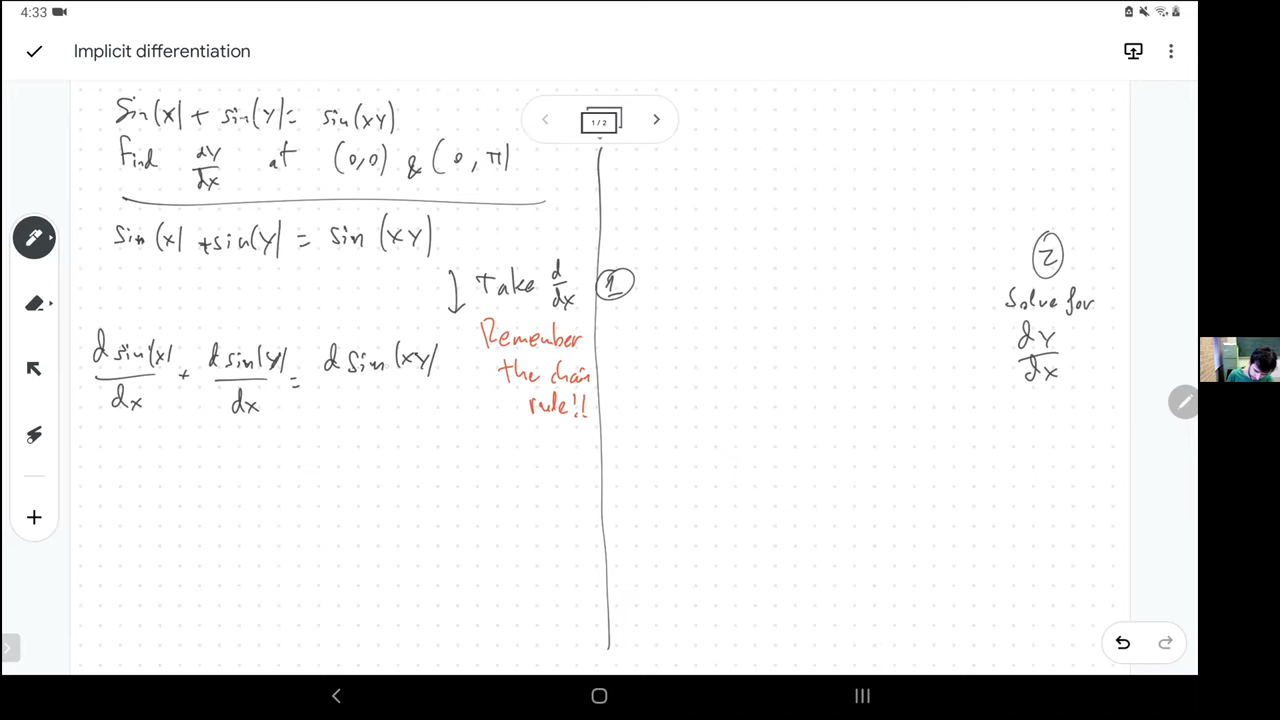 4:33
Implicit differentiation
Sin(x) + sin(y) = sin(xy)
Find dy/dx at (0,0) & (0, π)
1 / 2
sin(x) + sin(y) = sin(xy)
↓ Take d/dx ①
Remember
the chain
rule!!
d sin(x)/dx + d sin(y)/dx = d sin(xy)
②
Solve for
dy/dx